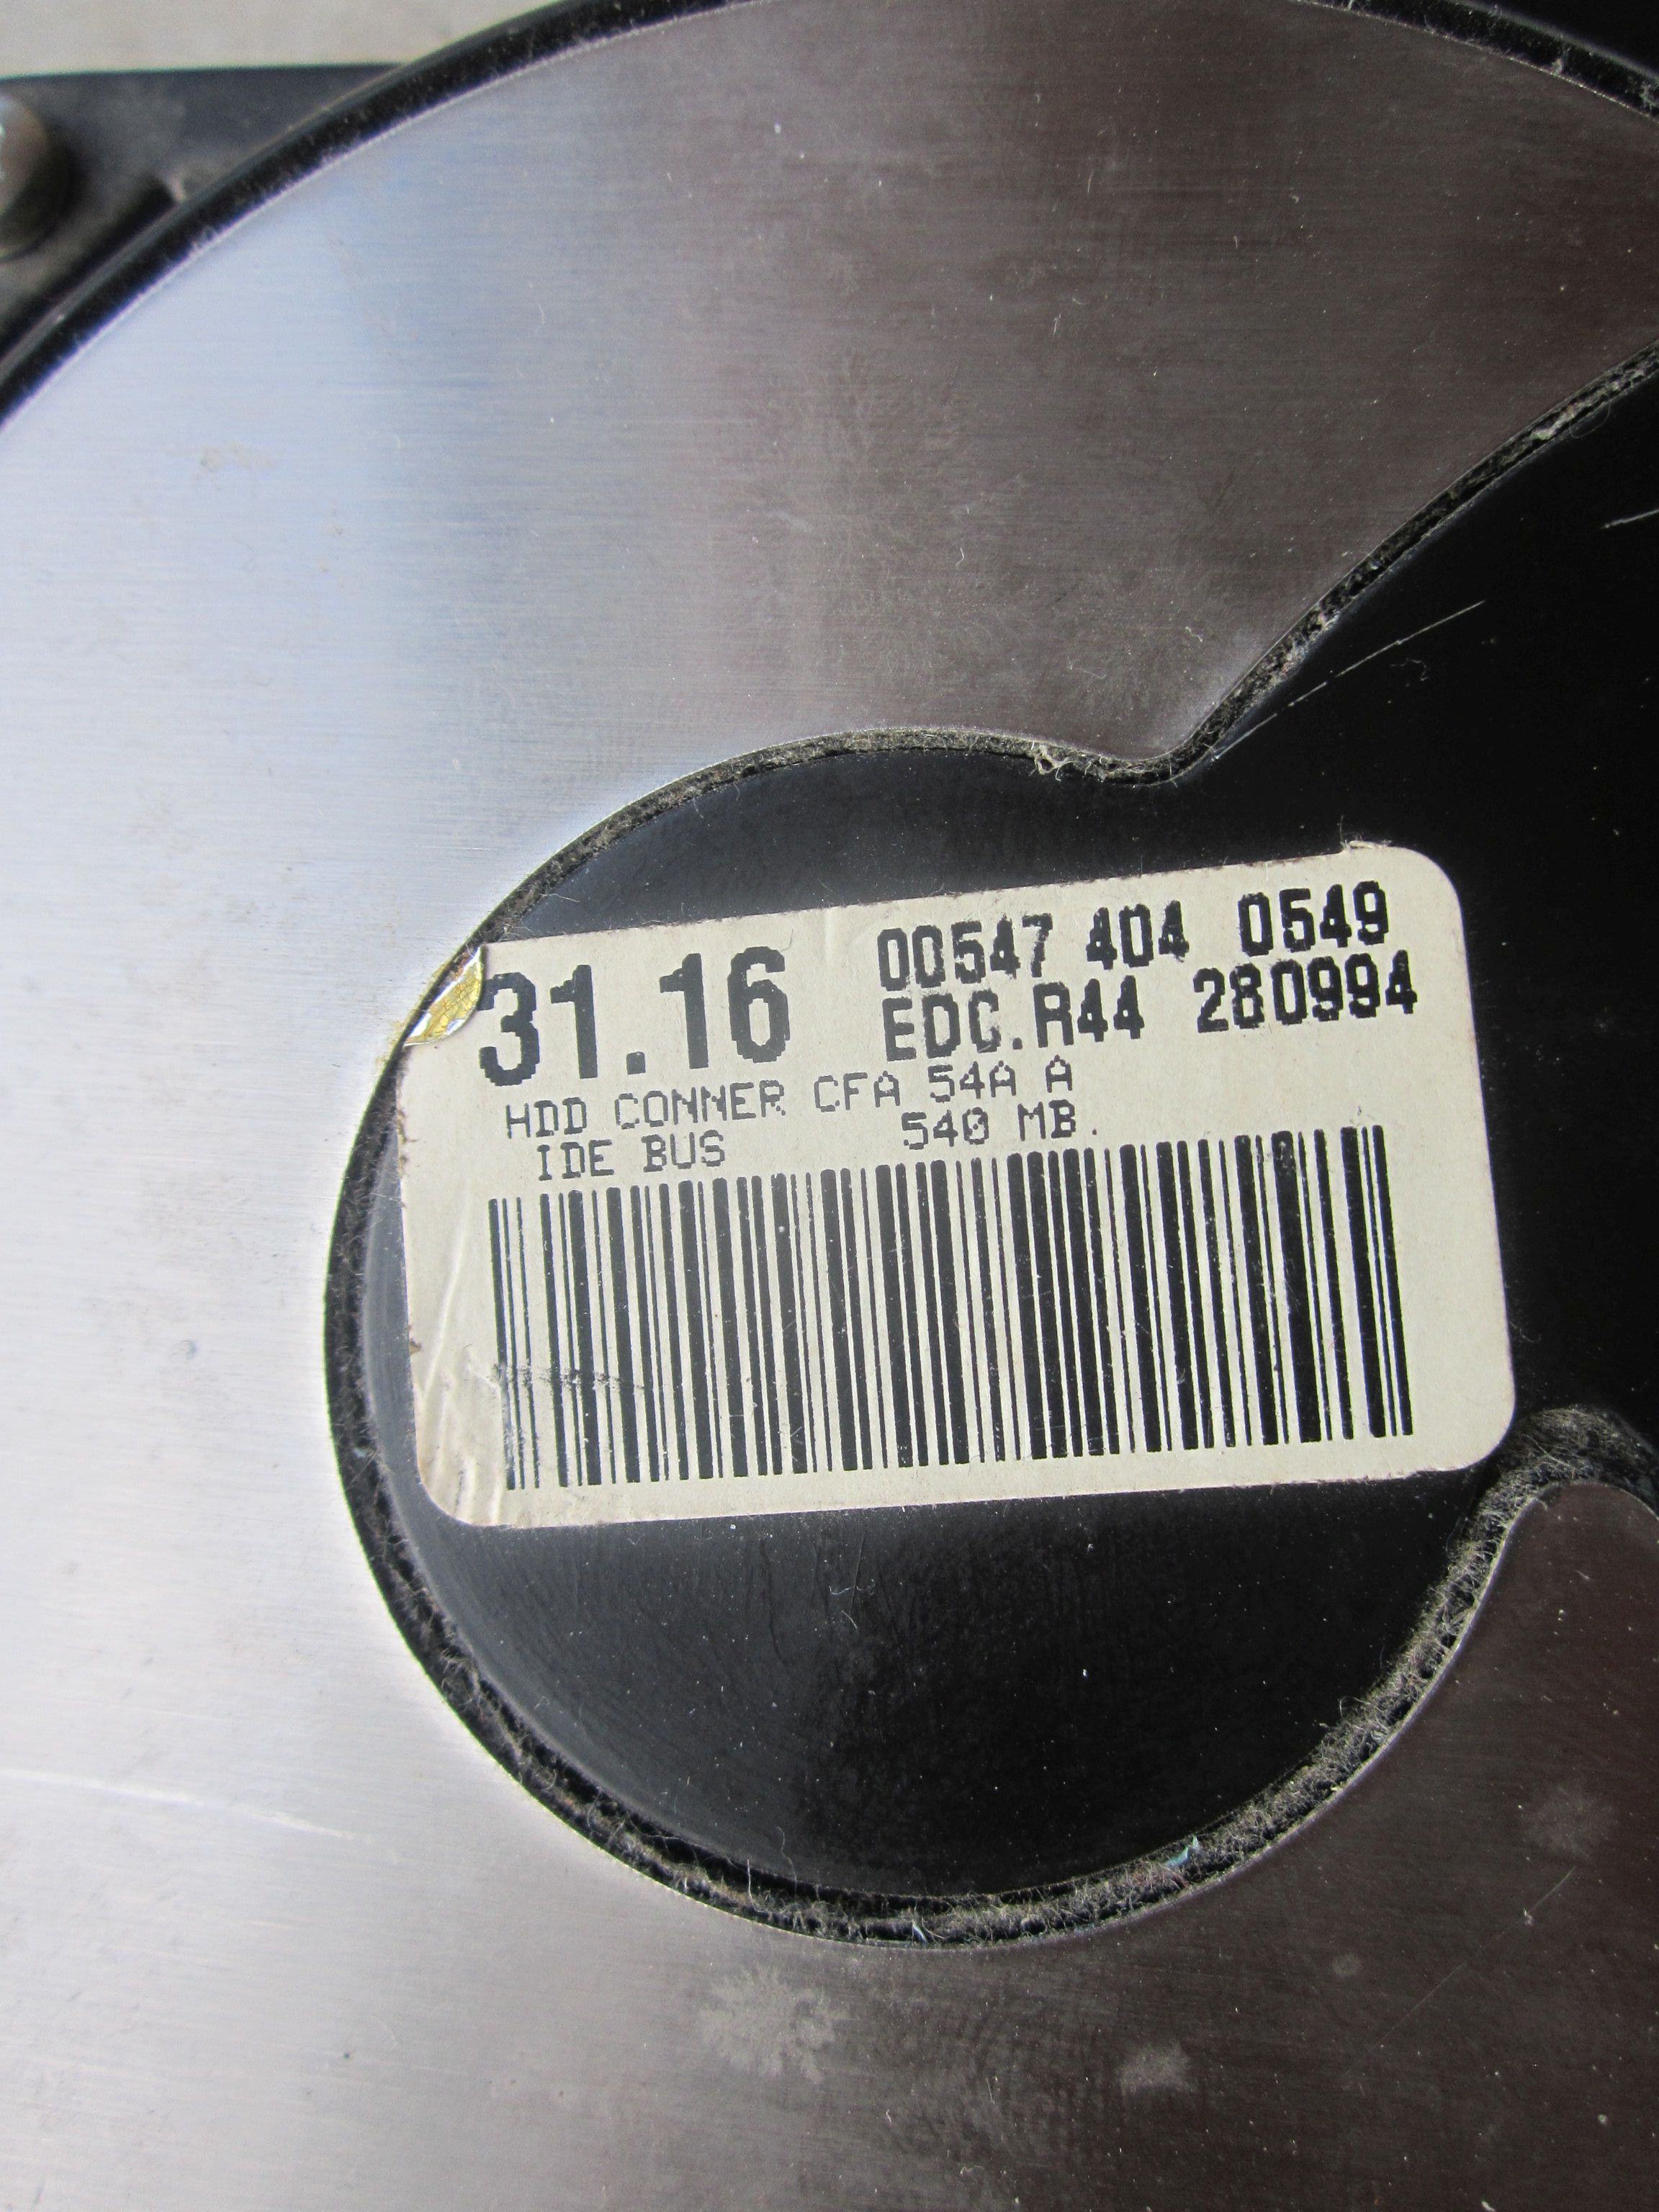 31.16 00547 404 0549
EDC.R44 280994
HDD CONNER CFA 54A A
IDE BUS 540 MB.